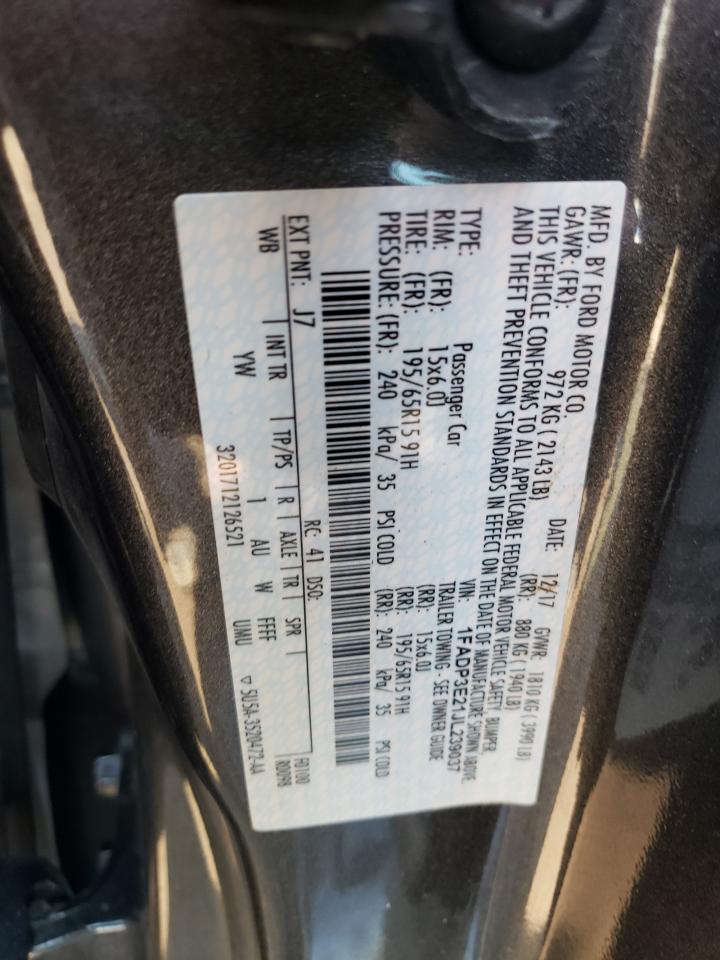 MFD. BY FORD MOTOR CO.
DATE: 12/17 GVWR: 1810 KG (3990 LB)
GAWR: (FR): 972 KG (2143 LB) (RR): 880 KG (1940 LB)
THIS VEHICLE CONFORMS TO ALL APPLICABLE FEDERAL MOTOR VEHICLE SAFETY, BUMPER
AND THEFT PREVENTION STANDARDS IN EFFECT ON THE DATE OF MANUFACTURE SHOWN ABOVE.
VIN: 1FADP3E21JL239037
TYPE: Passenger Car TRAILER TOWING - SEE OWNER GUIDE
RIM: (FR): 15x6.0J (RR): 15x6.0J
TIRE: (FR): 195/65R15 91H (RR): 195/65R15 91H
PRESSURE: (FR): 240 kPa/ 35 PSI COLD (RR): 240 kPa/ 35 PSI COLD
EXT PNT: J7 RC: 41 DSO: F0100
WB INT TR TP/PS R AXLE TR SPR R0098
YW 1 AU W FFFF
3201712126521 UMU ▽ 5U5A-3520472-AA